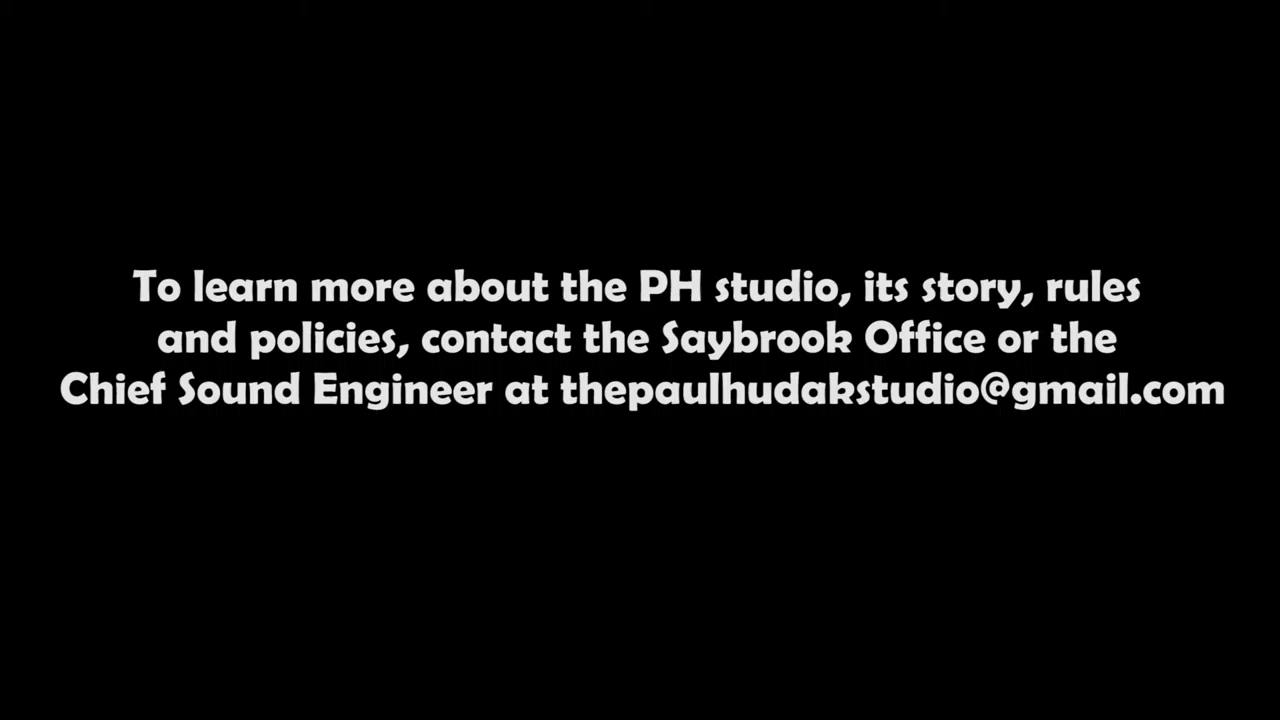 To learn more about the PH studio, its story, rules
and policies, contact the Saybrook Office or the
Chief Sound Engineer at thepaulhudakstudio@gmail.com